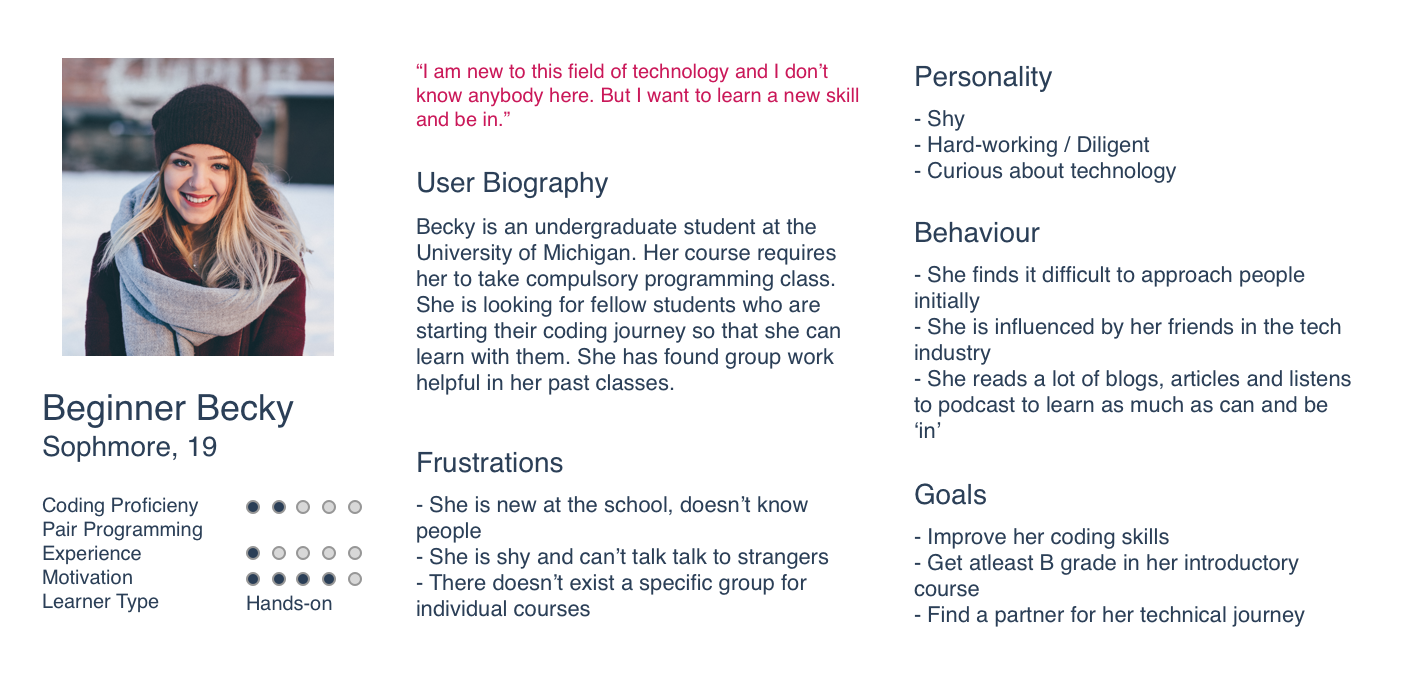 Beginner Becky
Sophmore, 19
Coding Proficieny
Pair Programming
Experience
Motivation
Learner Type
Hands-on
“I am new to this field of technology and I don’t
know anybody here. But I want to learn a new skill
and be in.”
User Biography
Becky is an undergraduate student at the
University of Michigan. Her course requires
her to take compulsory programming class.
She is looking for fellow students who are
starting their coding journey so that she can
learn with them. She has found group work
helpful in her past classes.
Frustrations
- She is new at the school, doesn’t know
people
- She is shy and can’t talk talk to strangers
- There doesn’t exist a specific group for
individual courses
Personality
- Shy
- Hard-working / Diligent
- Curious about technology
Behaviour
- She finds it difficult to approach people
initially
- She is influenced by her friends in the tech
industry
- She reads a lot of blogs, articles and listens
to podcast to learn as much as can and be
‘in’
Goals
- Improve her coding skills
- Get atleast B grade in her introductory
course
- Find a partner for her technical journey